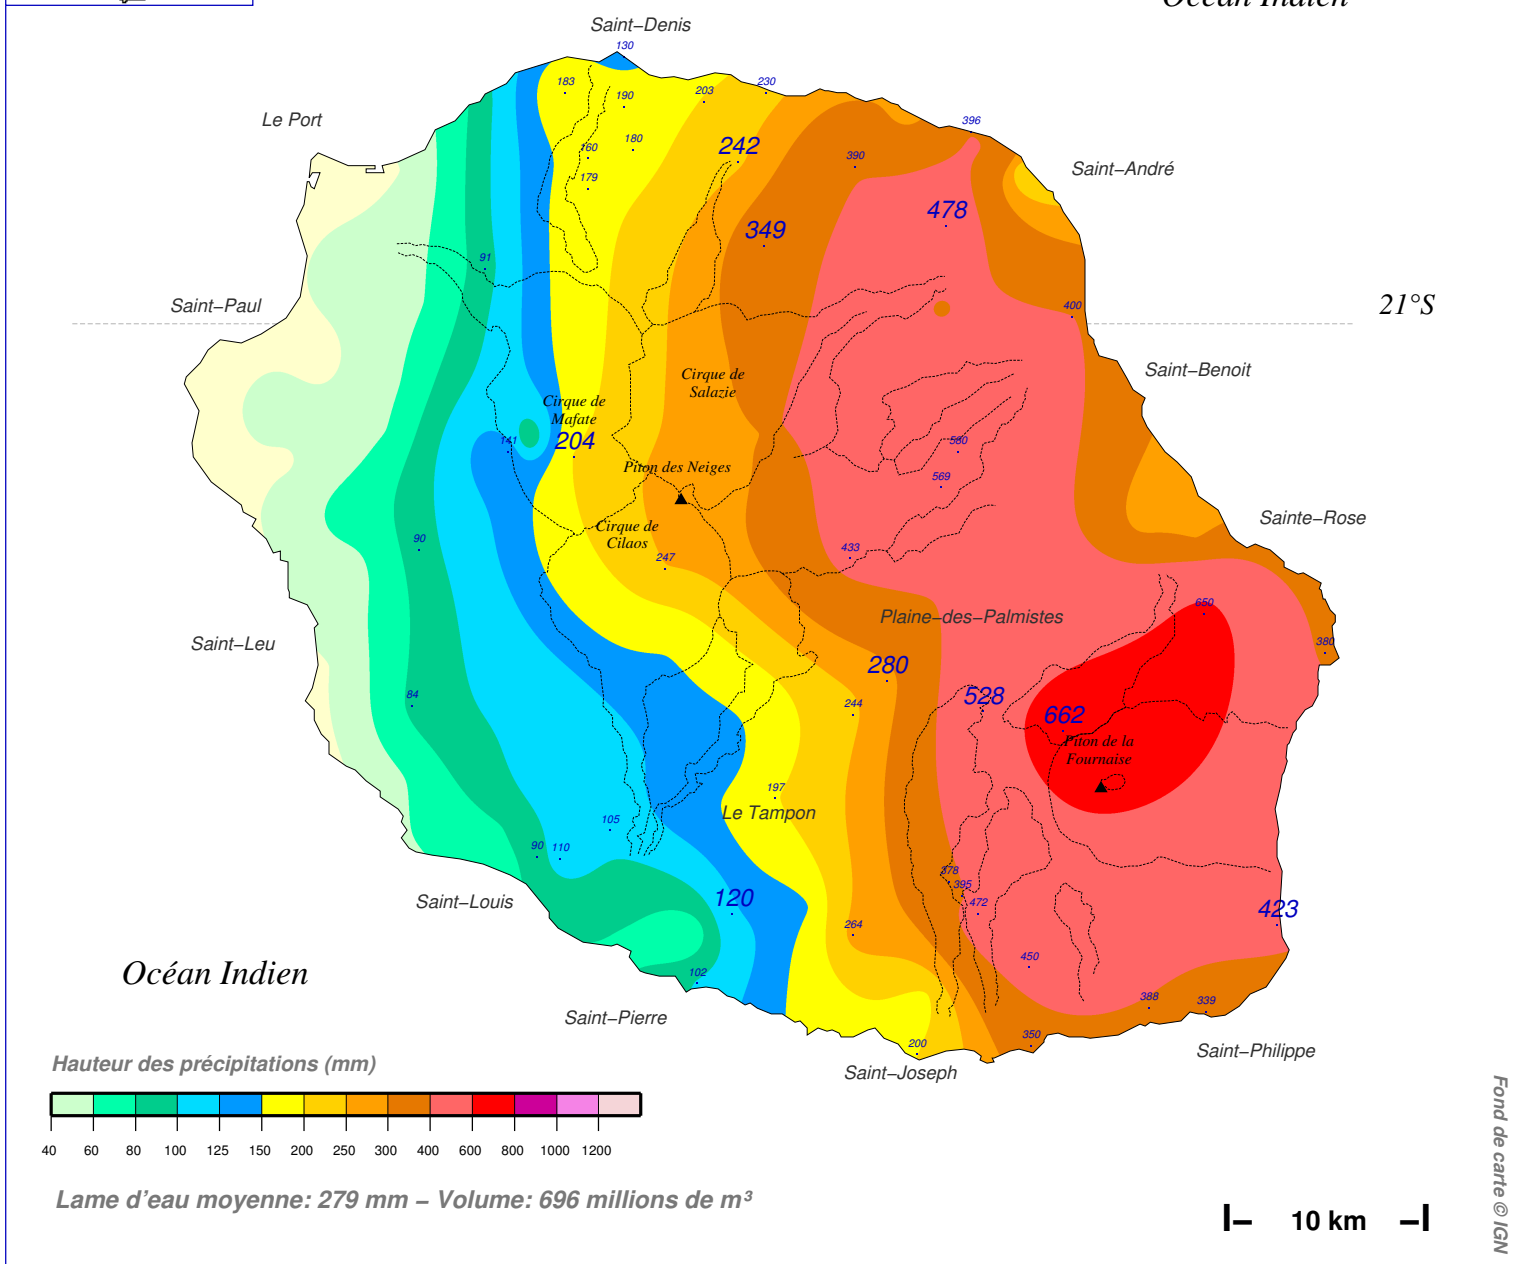 Océan Indien
Saint–Denis
130
183
230
203
190
Le Port
396
180
242
160
390
Saint–André
179
478
349
91
Saint–Paul
400
21°S
Saint–Benoit
Cirque de
Salazie
Cirque de
Mafate
141
204
580
Piton des Neiges
569
Sainte–Rose
Cirque de
Cilaos
90
433
247
650
Plaine–des–Palmistes
Saint–Leu
380
280
84
528
244
662
Piton de la
Fournaise
197
Le Tampon
105
90
110
378
395
Saint–Louis
120
472
423
264
450
Océan Indien
102
388
339
Saint–Pierre
350
200
Saint–Philippe
Saint–Joseph
Hauteur des précipitations (mm)
40 60 80 100 125 150 200 250 300 400 600 800 1000 1200
Lame d'eau moyenne: 279 mm – Volume: 696 millions de m³
10 km
Fond de carte © IGN